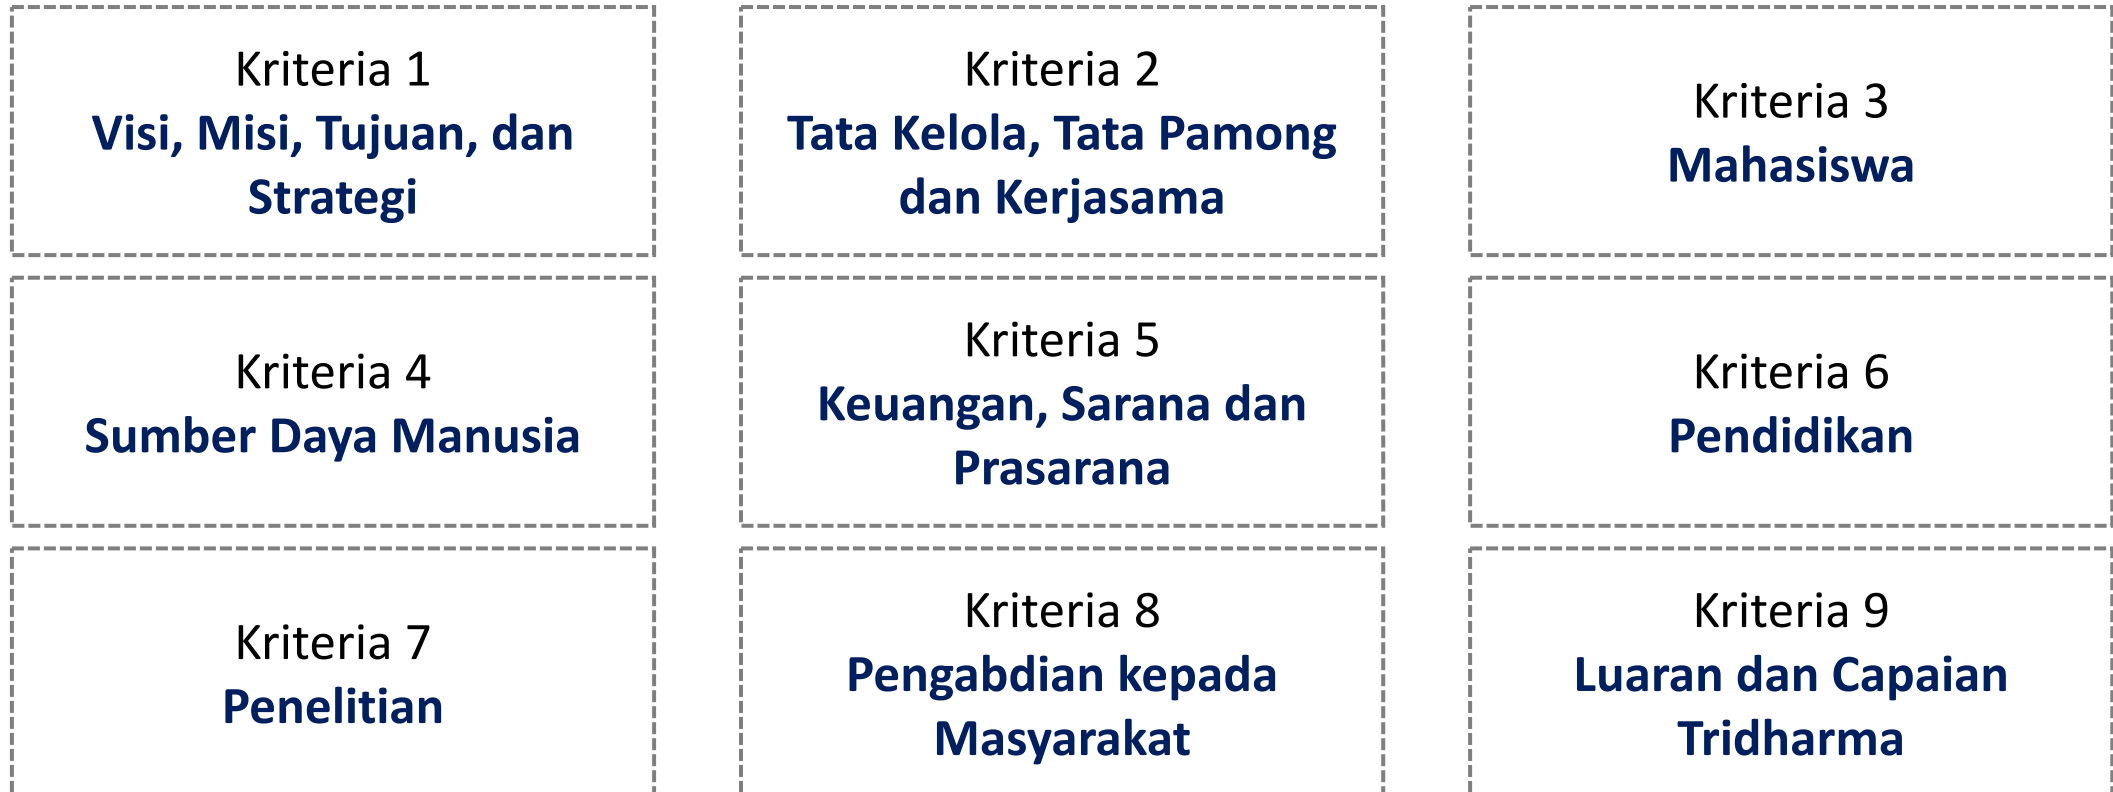 Kriteria 1
Visi, Misi, Tujuan, dan
Strategi
Kriteria 2
Tata Kelola, Tata Pamong
dan Kerjasama
Kriteria 3
Mahasiswa
Kriteria 4
Sumber Daya Manusia
Kriteria 5
Keuangan, Sarana dan
Prasarana
Kriteria 6
Pendidikan
Kriteria 7
Penelitian
Kriteria 8
Pengabdian kepada
Masyarakat
Kriteria 9
Luaran dan Capaian
Tridharma